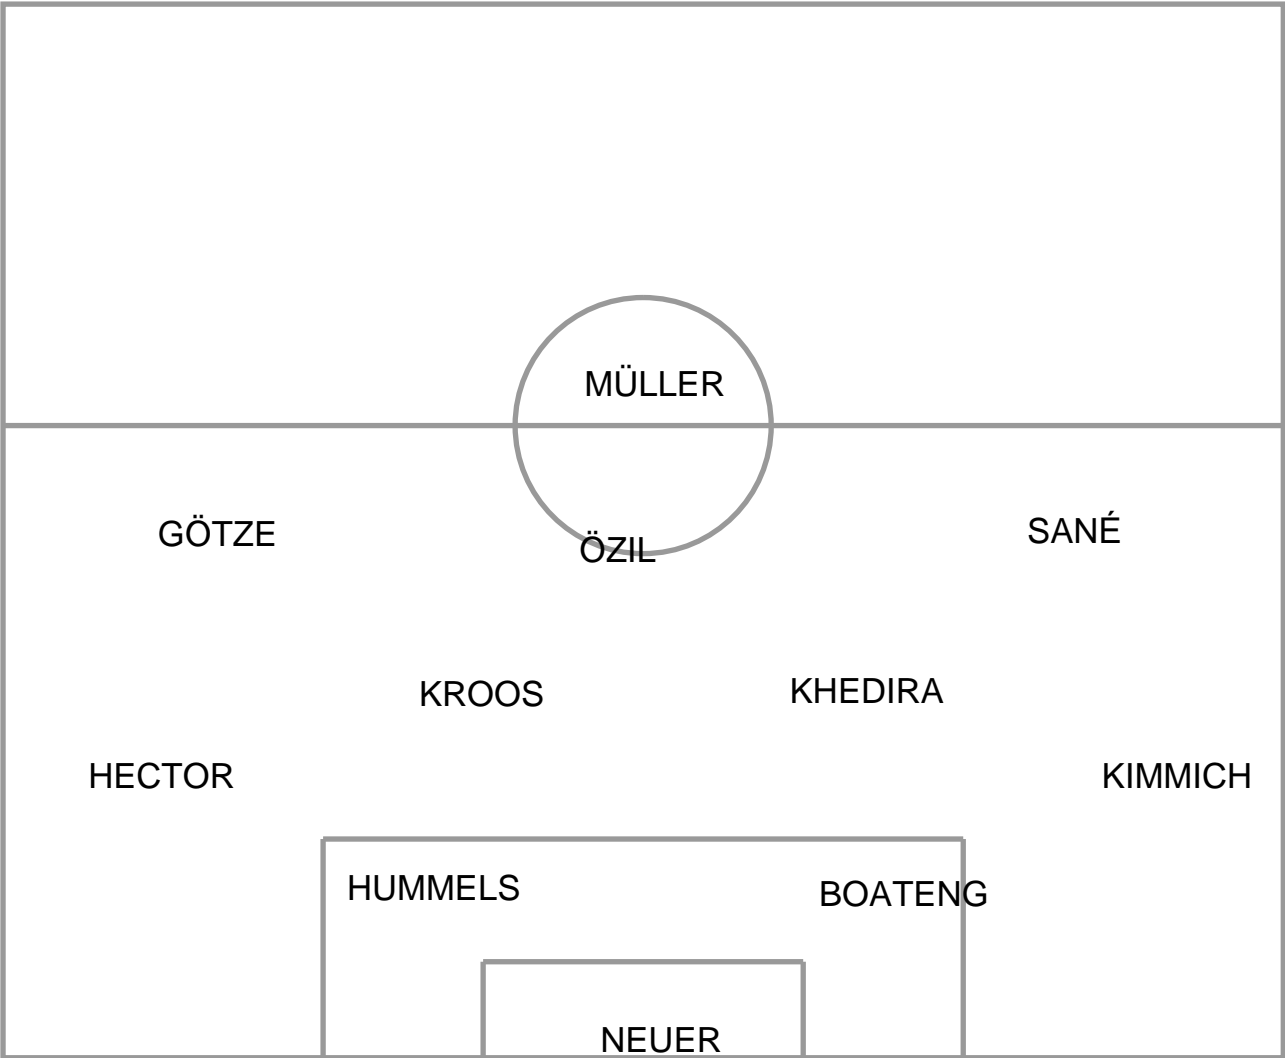 MÜLLER
GÖTZE
ÖZIL
SANÉ
KROOS
KHEDIRA
HECTOR
KIMMICH
HUMMELS
BOATENG
NEUER